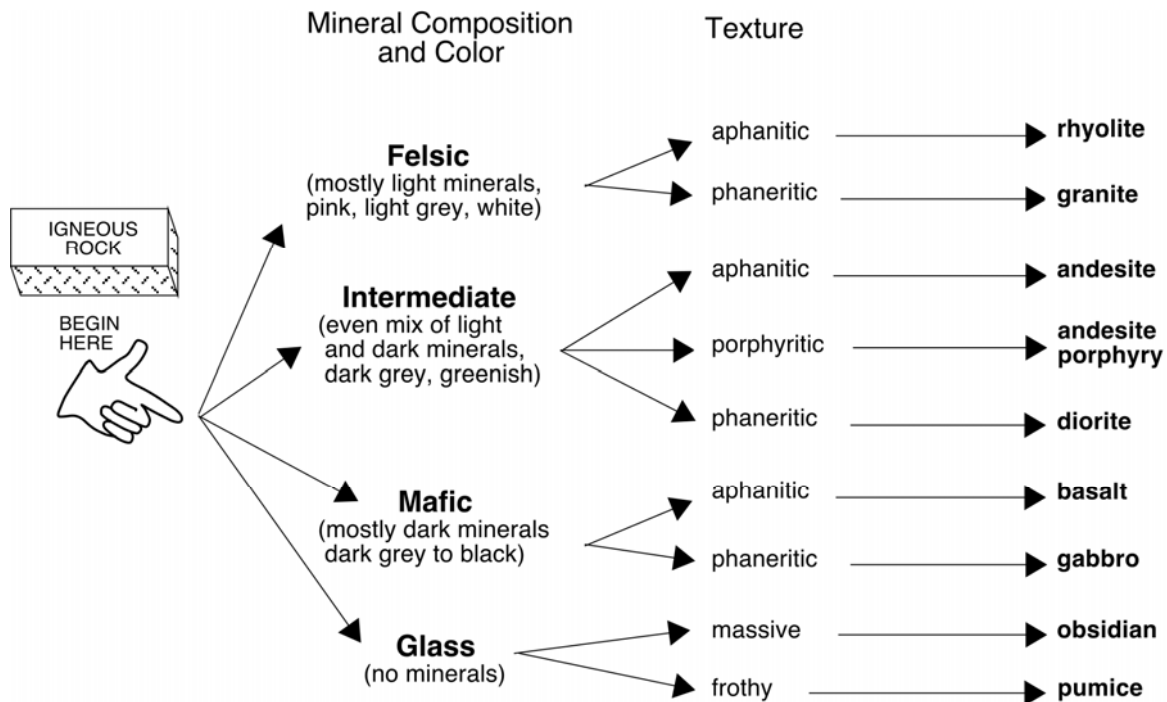 Mineral Composition
and Color
Texture
IGNEOUS
ROCK
BEGIN
HERE
Felsic
(mostly light minerals,
pink, light grey, white)
aphanitic
rhyolite
phaneritic
granite
Intermediate
(even mix of light
and dark minerals,
dark grey, greenish)
aphanitic
andesite
porphyritic
andesite
porphyry
phaneritic
diorite
Mafic
(mostly dark minerals
dark grey to black)
aphanitic
basalt
phaneritic
gabbro
Glass
(no minerals)
massive
obsidian
frothy
pumice